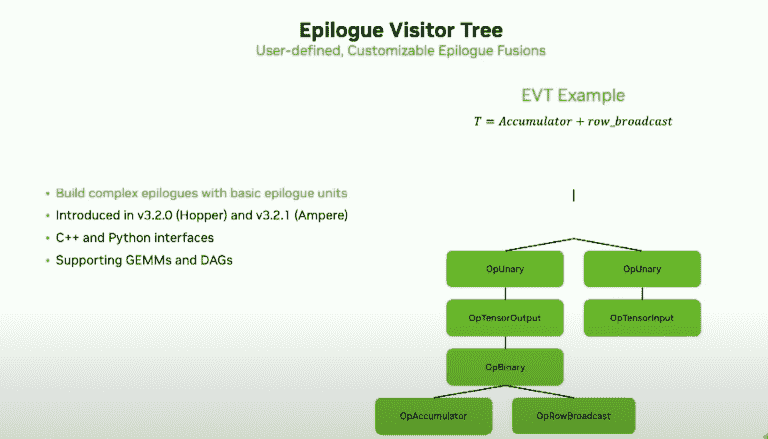 Epilogue Visitor Tree
User-defined, Customizable Epilogue Fusions
EVT Example
T = Accumulator + row_broadcast
• Build complex epilogues with basic epilogue units
• Introduced in v3.2.0 (Hopper) and v3.2.1 (Ampere)
• C++ and Python interfaces
• Supporting GEMMs and DAGs
OpUnary OpUnary
OpTensorOutput OpTensorInput
OpBinary
OpAccumulator OpRowBroadcast